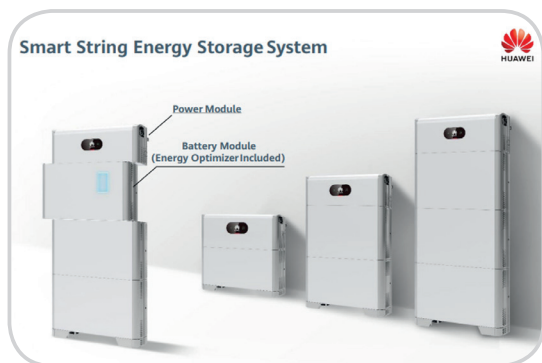 Smart String Energy Storage System
HUAWEI
Power Module
Battery Module
(Energy Optimizer Included)